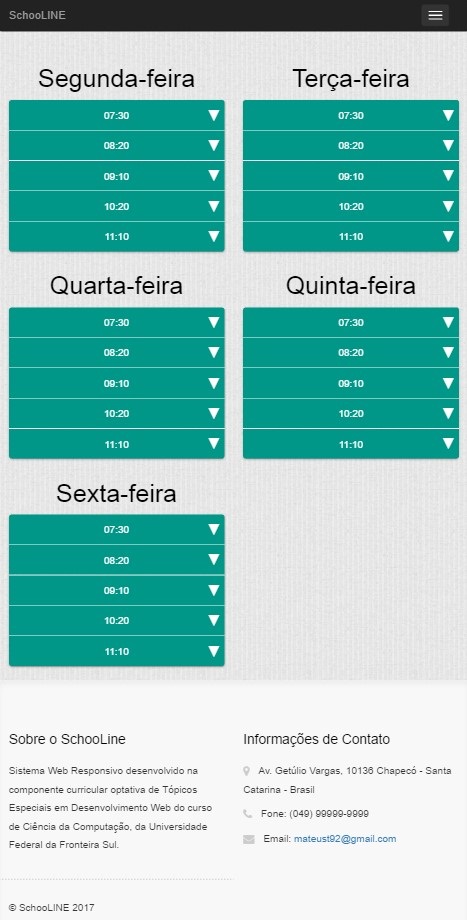 SchooLINE
Segunda-feira
07:30
08:20
09:10
10:20
11:10
Terça-feira
07:30
08:20
09:10
10:20
11:10
Quarta-feira
07:30
08:20
09:10
10:20
11:10
Quinta-feira
07:30
08:20
09:10
10:20
11:10
Sexta-feira
07:30
08:20
09:10
10:20
11:10
Sobre o SchooLine
Sistema Web Responsivo desenvolvido na
componente curricular optativa de Tópicos
Especiais em Desenvolvimento Web do curso
de Ciência da Computação, da Universidade
Federal da Fronteira Sul.
Informações de Contato
Av. Getúlio Vargas, 10136 Chapecó - Santa
Catarina - Brasil
Fone: (049) 99999-9999
Email: mateust92@gmail.com
© SchooLINE 2017